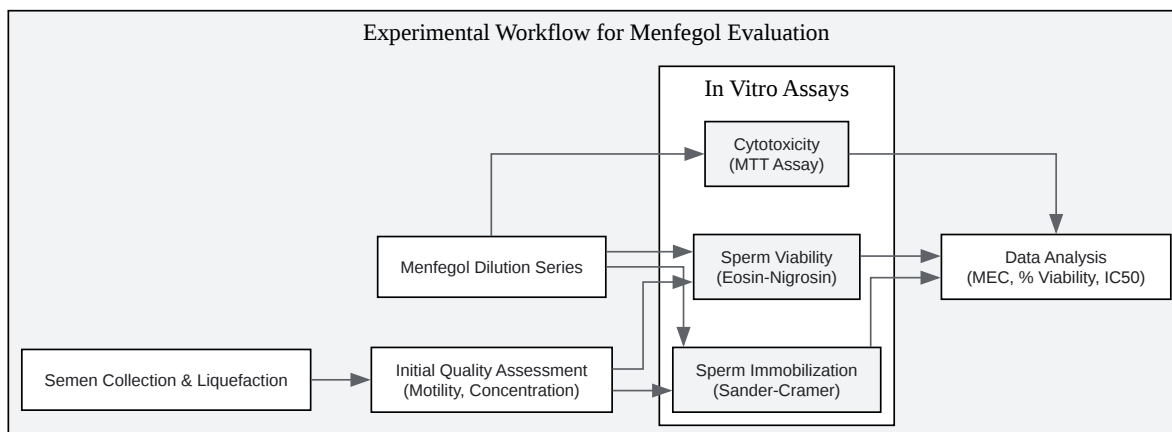 Experimental Workflow for Menfegol Evaluation
In Vitro Assays
Cytotoxicity
(MTT Assay)
Menfegol Dilution Series
Sperm Viability
(Eosin-Nigrosin)
Data Analysis
(MEC, % Viability, IC50)
Semen Collection & Liquefaction
Initial Quality Assessment
(Motility, Concentration)
Sperm Immobilization
(Sander-Cramer)